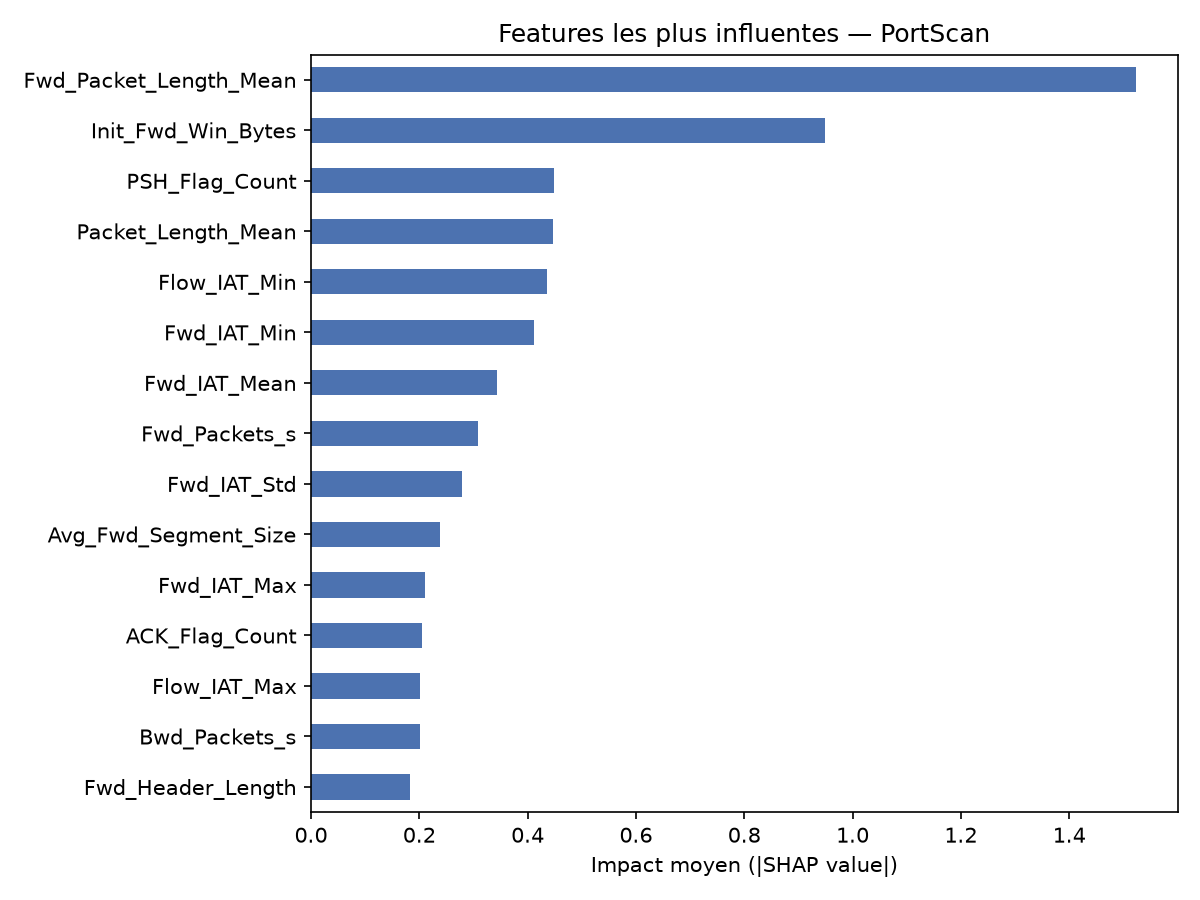 Features les plus influentes — PortScan
Fwd_Packet_Length_Mean
Init_Fwd_Win_Bytes
PSH_Flag_Count
Packet_Length_Mean
Flow_IAT_Min
Fwd_IAT_Min
Fwd_IAT_Mean
Fwd_Packets_s
Fwd_IAT_Std
Avg_Fwd_Segment_Size
Fwd_IAT_Max
ACK_Flag_Count
Flow_IAT_Max
Bwd_Packets_s
Fwd_Header_Length
0.0 0.2 0.4 0.6 0.8 1.0 1.2 1.4
Impact moyen (|SHAP value|)